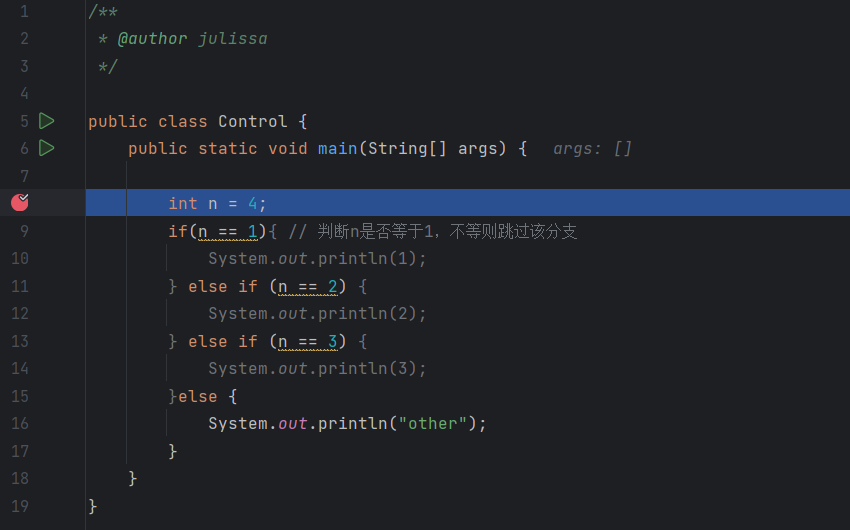 1 /**
2  * @author julissa
3  */
4
5 public class Control {
6     public static void main(String[] args) {   args: []
7
        int n = 4;
9         if(n == 1){ // 判断n是否等于1，不等则跳过该分支
10             System.out.println(1);
11         } else if (n == 2) {
12             System.out.println(2);
13         } else if (n == 3) {
14             System.out.println(3);
15         }else {
16             System.out.println("other");
17         }
18     }
19 }